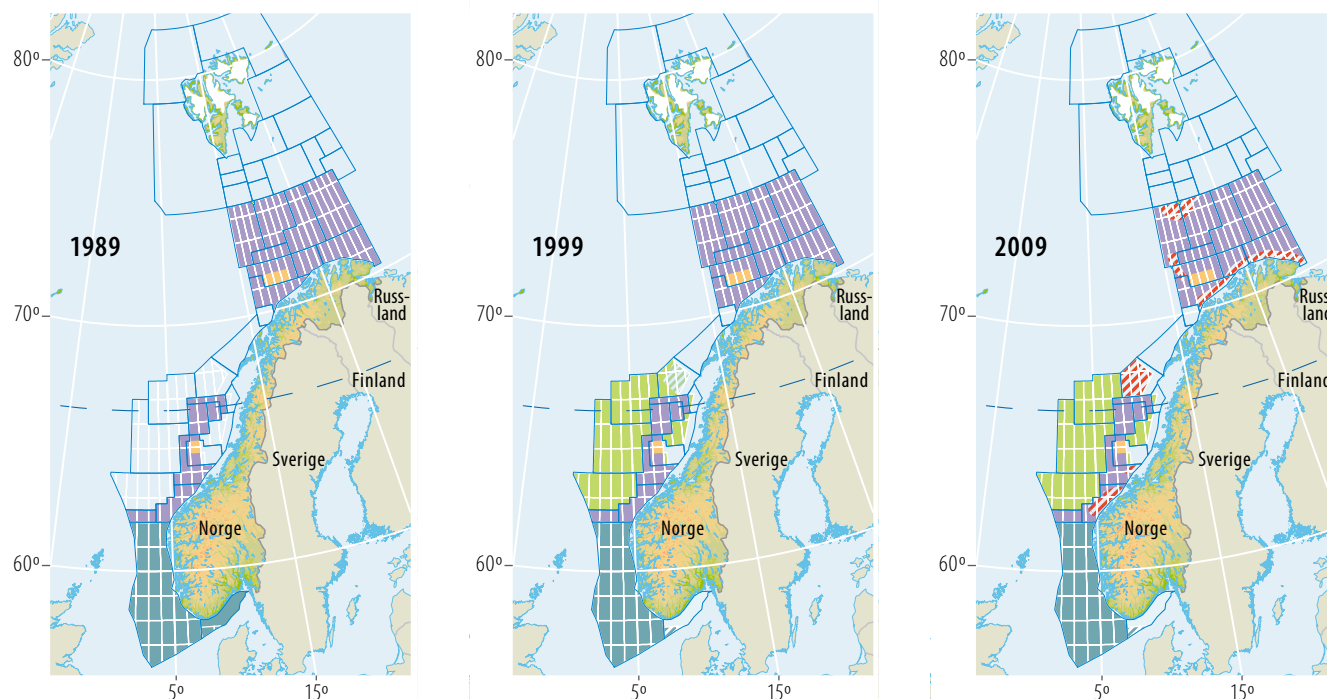 80º
70º
60º
1989
Russ-
land
Finland
Sverige
Norge
5º
15º
80º
70º
60º
1999
Russ-
land
Finland
Sverige
Norge
5º
15º
80º
70º
60º
2009
Russ
land
Finland
Sverige
Norge
5º
15º